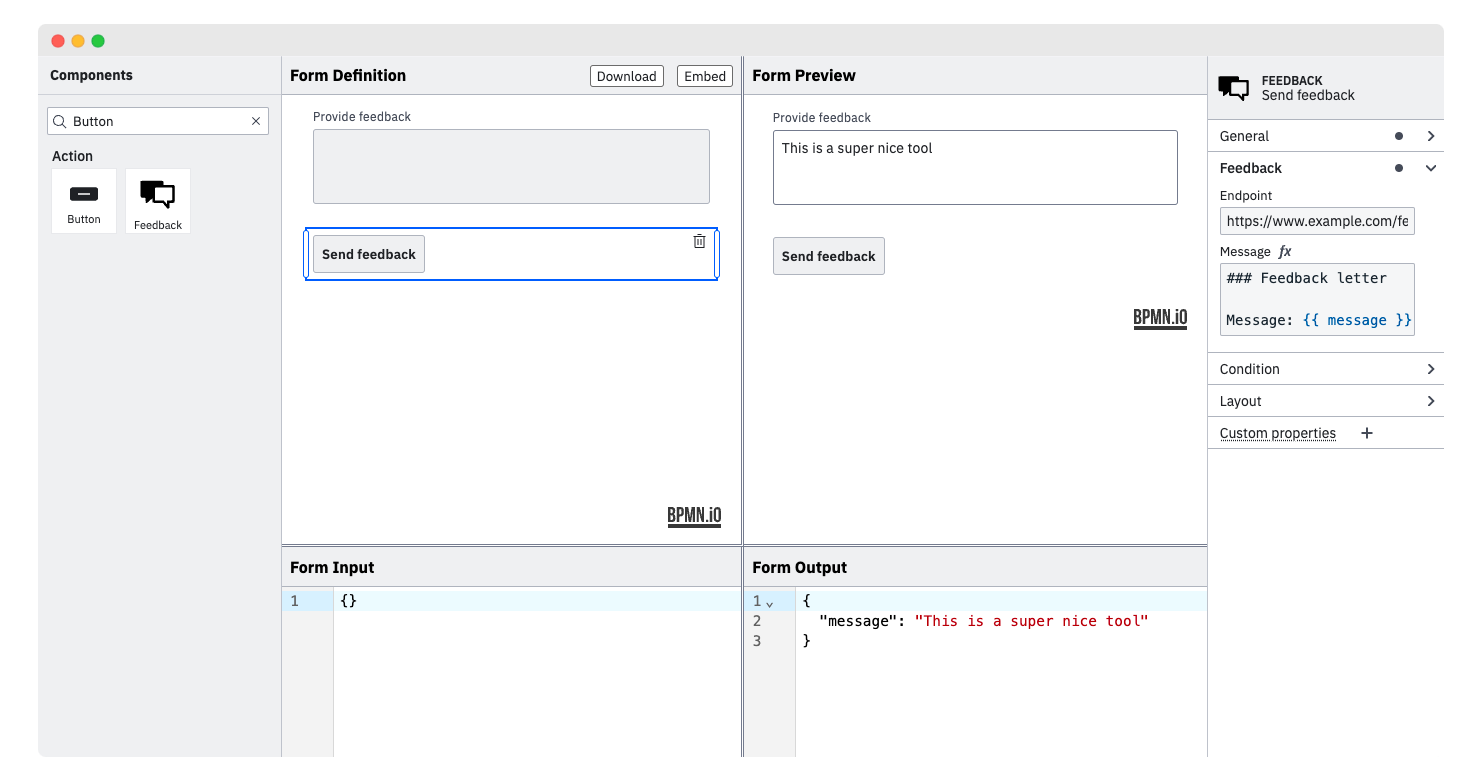 Components
Button
Action
Button
Feedback
Form Definition
Download
Embed
Provide feedback
Send feedback
BPMN.iO
Form Preview
Provide feedback
This is a super nice tool
Send feedback
BPMN.iO
Form Input
1
{}
Form Output
1 {
2 "message": "This is a super nice tool"
3 }
FEEDBACK
Send feedback
General
Feedback
Endpoint
https://www.example.com/fe
Message fx
### Feedback letter
Message: {{ message }}
Condition
Layout
Custom properties